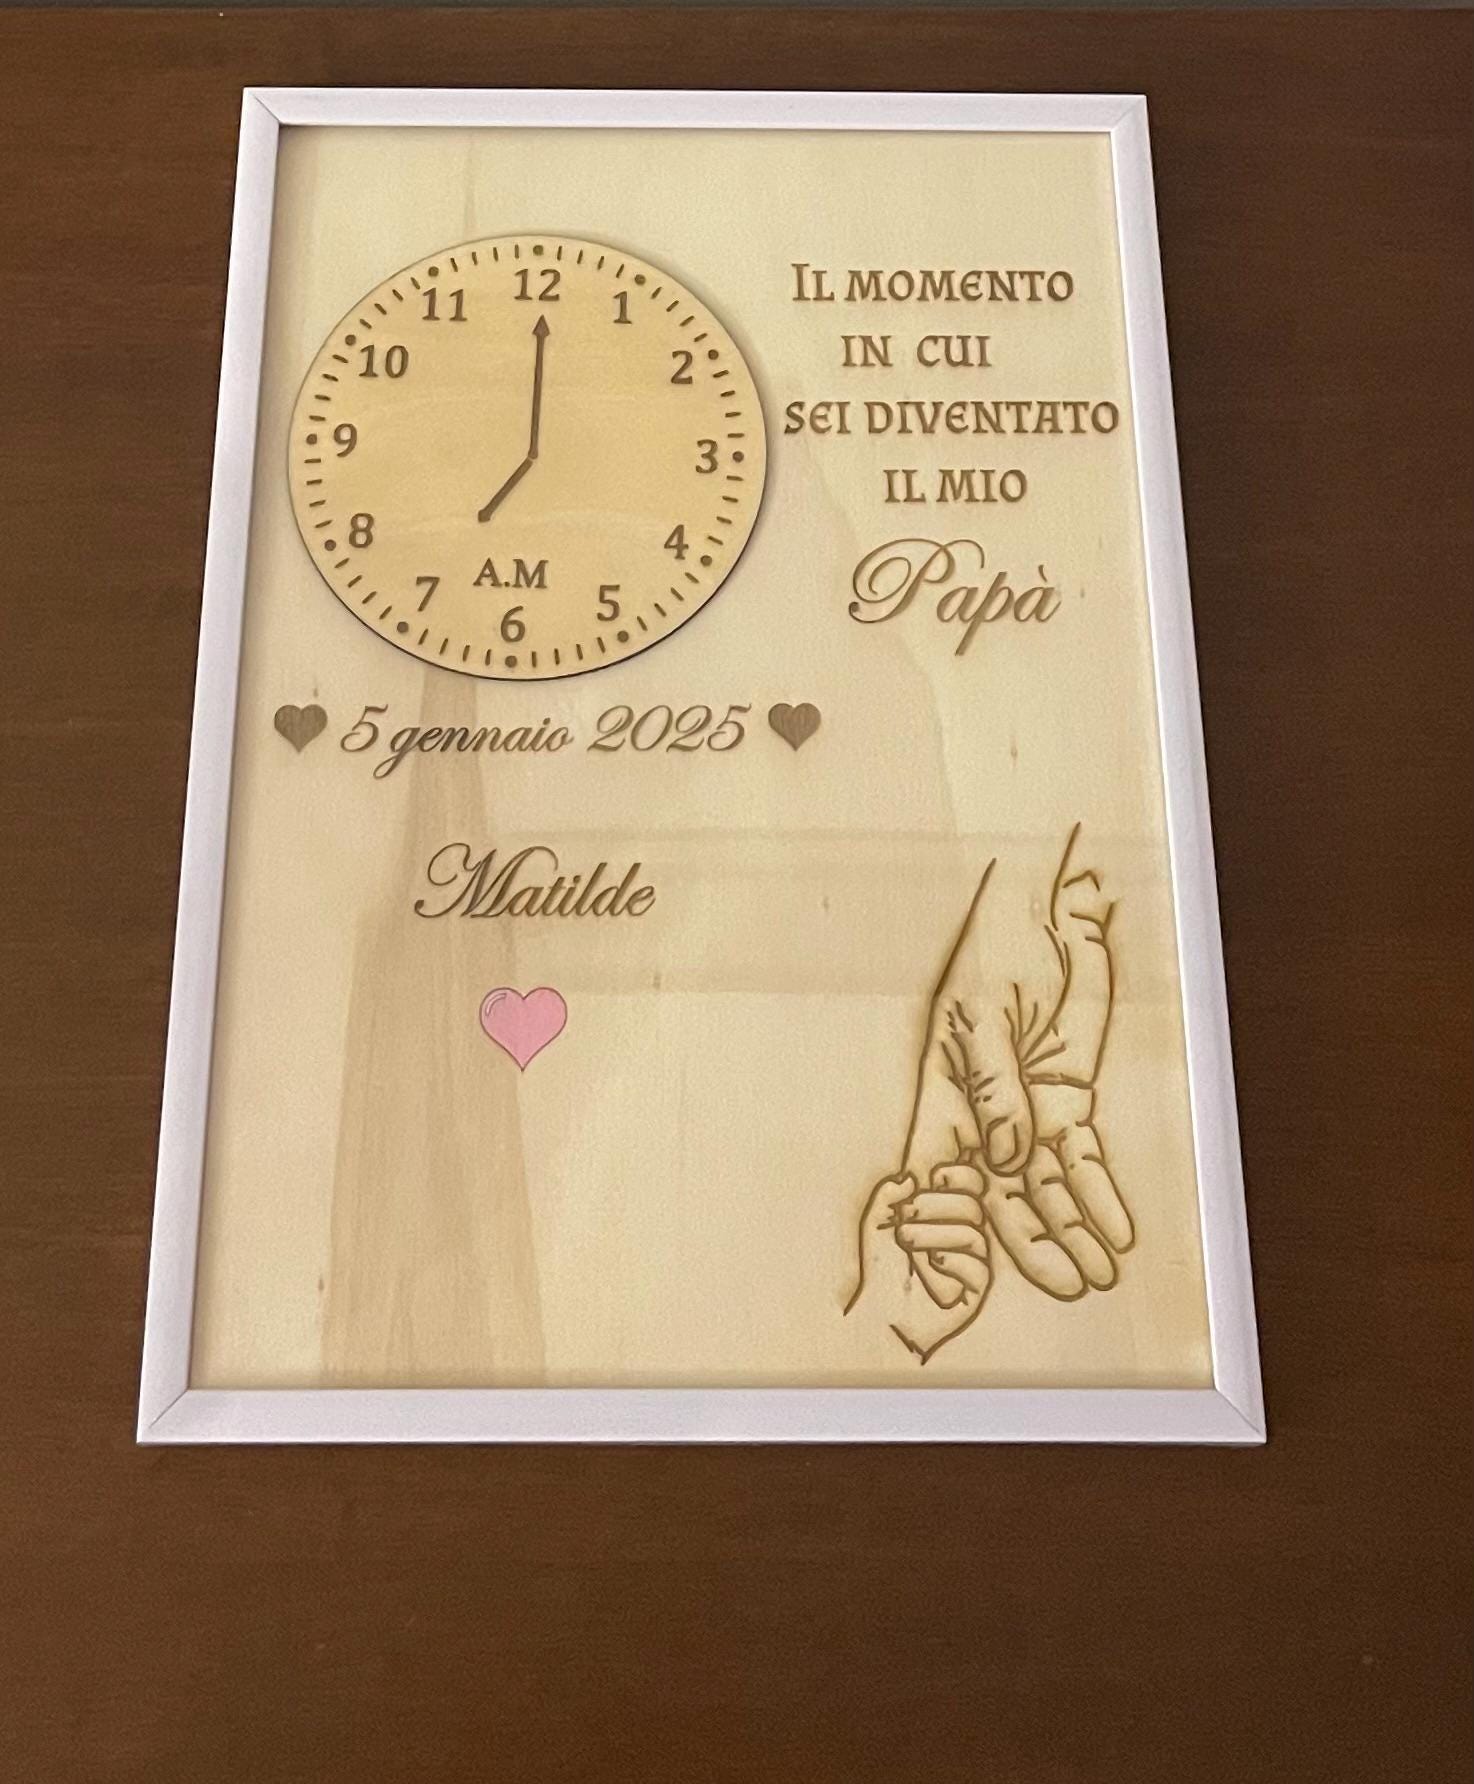 12
11
1
10
2
9
3
8
4
7
5
6
A.M
IL MOMENTO
IN CUI
SEI DIVENTATO
IL MIO
Papà
5 gennaio 2025
Matilde